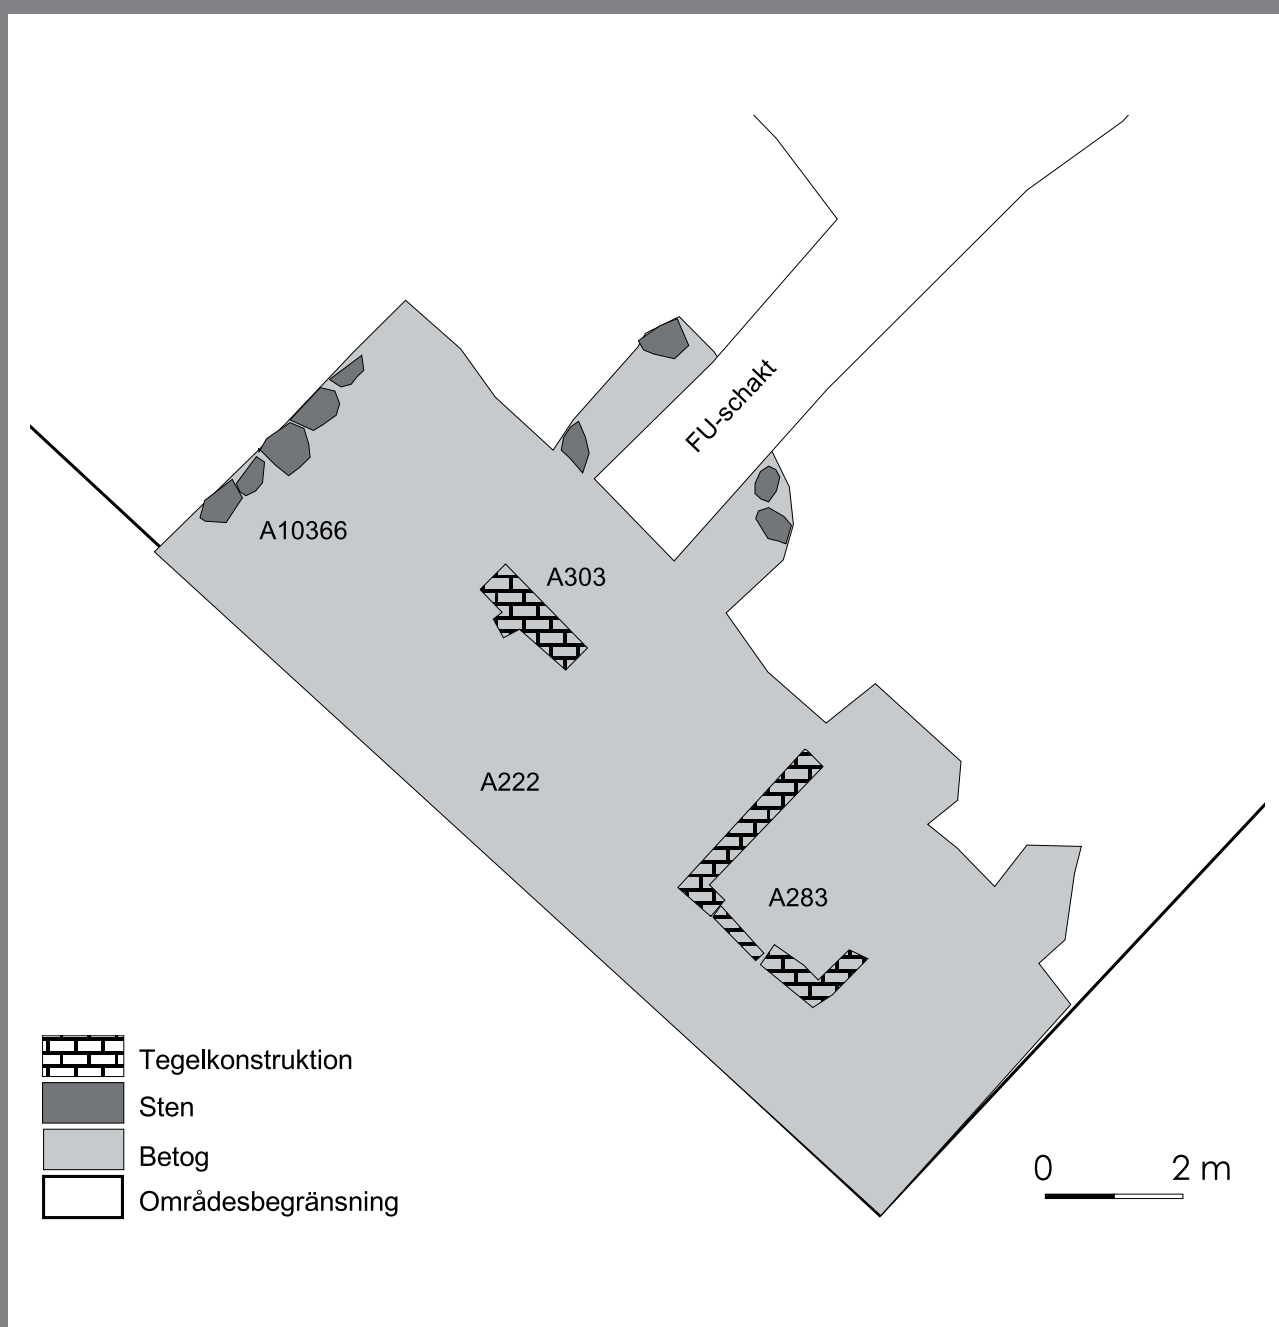 FU-schakt
A10366
A303
A222
A283
Tegelkonstruktion
Sten
Betog
Områdesbegränsning
0 2 m